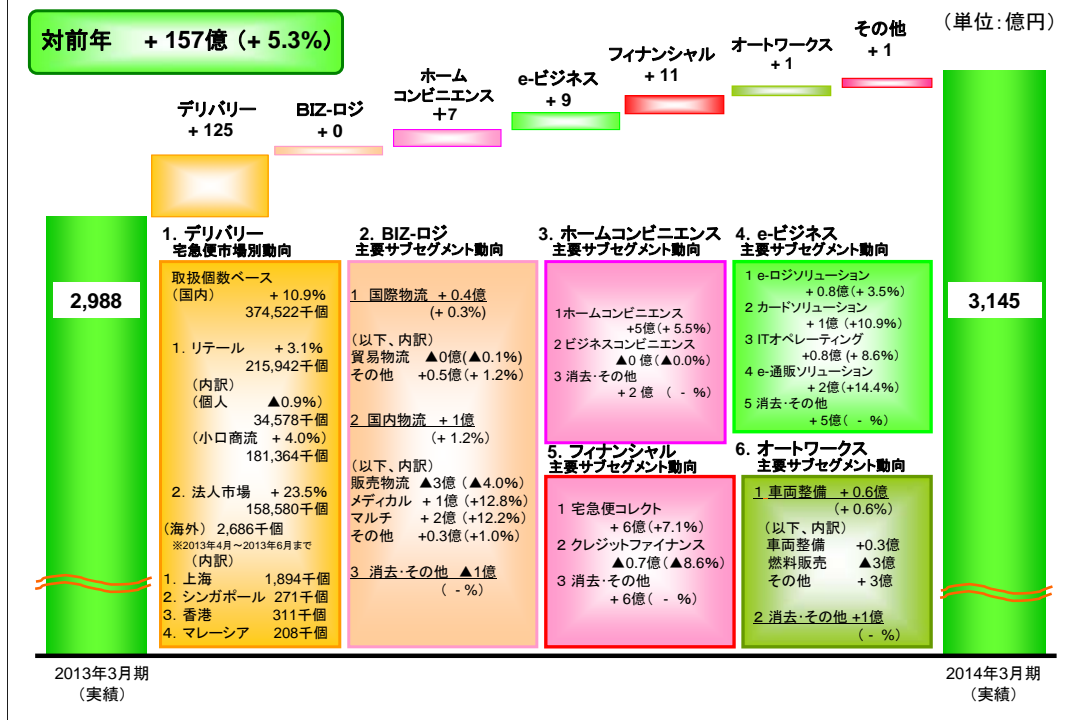 対前年 + 157億 (+ 5.3%)
(単位:億円)
デリバリー
+ 125
BIZ-ロジ
+ 0
ホーム
コンビニエンス
+7
e-ビジネス
+ 9
フィナンシャル
+ 11
オートワークス
+ 1
その他
+ 1
2,988
3,145
1. デリバリー
宅急便市場別動向
取扱個数ベース
(国内) + 10.9%
374,522千個
1. リテール + 3.1%
215,942千個
(内訳)
(個人 ▲0.9%)
34,578千個
(小口商流 + 4.0%)
181,364千個
2. 法人市場 + 23.5%
158,580千個
(海外) 2,686千個
※2013年4月~2013年6月まで
(内訳)
1. 上海 1,894千個
2. シンガポール 271千個
3. 香港 311千個
4. マレーシア 208千個
2. BIZ-ロジ
主要サブセグメント動向
1 国際物流 + 0.4億
(+ 0.3%)
(以下、内訳)
貿易物流 ▲0億(▲0.1%)
その他 +0.5億(+ 1.2%)
2 国内物流 + 1億
(+ 1.2%)
(以下、内訳)
販売物流 ▲3億 (▲4.0%)
メディカル + 1億 (+12.8%)
マルチ + 2億 (+12.2%)
その他 +0.3億 (+1.0%)
3 消去・その他 ▲1億
( - %)
3. ホームコンビニエンス
主要サブセグメント動向
1ホームコンビニエンス
+5億(+ 5.5%)
2 ビジネスコンビニエンス
▲0 億(▲0.0%)
3 消去・その他
+ 2 億 ( - %)
4. e-ビジネス
主要サブセグメント動向
1 e-ロジソリューション
+ 0.8億(+ 3.5%)
2 カードソリューション
+ 1億 (+10.9%)
3 ITオペレーティング
+0.8億 (+ 8.6%)
4 e-通販ソリューション
+ 2億(+14.4%)
5 消去・その他
+ 5億( - %)
5. フィナンシャル
主要サブセグメント動向
1 宅急便コレクト
+ 6億(+7.1%)
2 クレジットファイナンス
▲0.7億(▲8.6%)
3 消去・その他
+ 6億( - %)
6. オートワークス
主要サブセグメント動向
1 車両整備 + 0.6億
(+ 0.6%)
(以下、内訳)
車両整備 +0.3億
燃料販売 ▲3億
その他 + 3億
2 消去・その他 +1億
( - %)
2013年3月期
(実績)
2014年3月期
(実績)